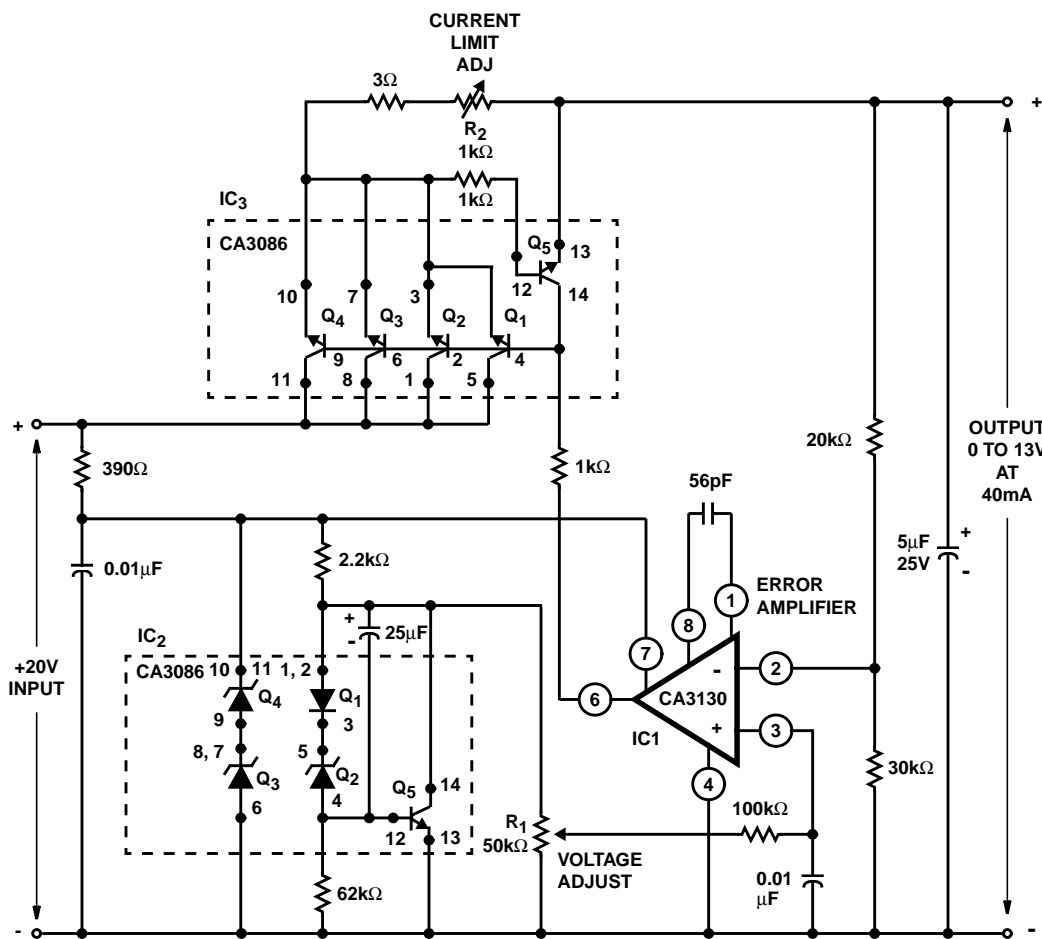 CURRENT
LIMIT
ADJ
3Ω
R2
1kΩ
+
1kΩ
IC3
CA3086
Q5
13
12
14
10
7
3
Q4
Q3
Q2
Q1
9
6
2
4
11
8
1
5
+
390Ω
1kΩ
20kΩ
OUTPUT
0 TO 13V
AT
40mA
56pF
0.01µF
2.2kΩ
5µF
25V
+
-
ERROR
AMPLIFIER
1
8
7
2
+
-
25µF
IC2
CA3086
+20V
INPUT
10
11
1, 2
Q4
Q1
9
3
8, 7
5
Q3
Q2
6
4
Q5
14
12
13
6
-
CA3130
+
3
IC1
4
30kΩ
R1
50kΩ
100kΩ
VOLTAGE
ADJUST
0.01
µF
62kΩ
-
-